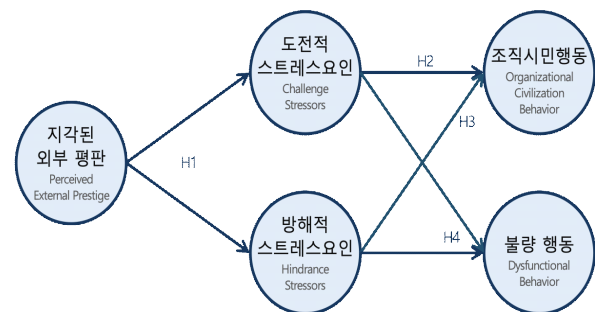 지각된
외부 평판
Perceived
External Prestige
H1
도전적
스트레스요인
Challenge
Stressors
방해적
스트레스요인
Hindrance
Stressors
H2
H3
H4
조직시민행동
Organizational
Civilization
Behavior
불량 행동
Dysfunctional
Behavior